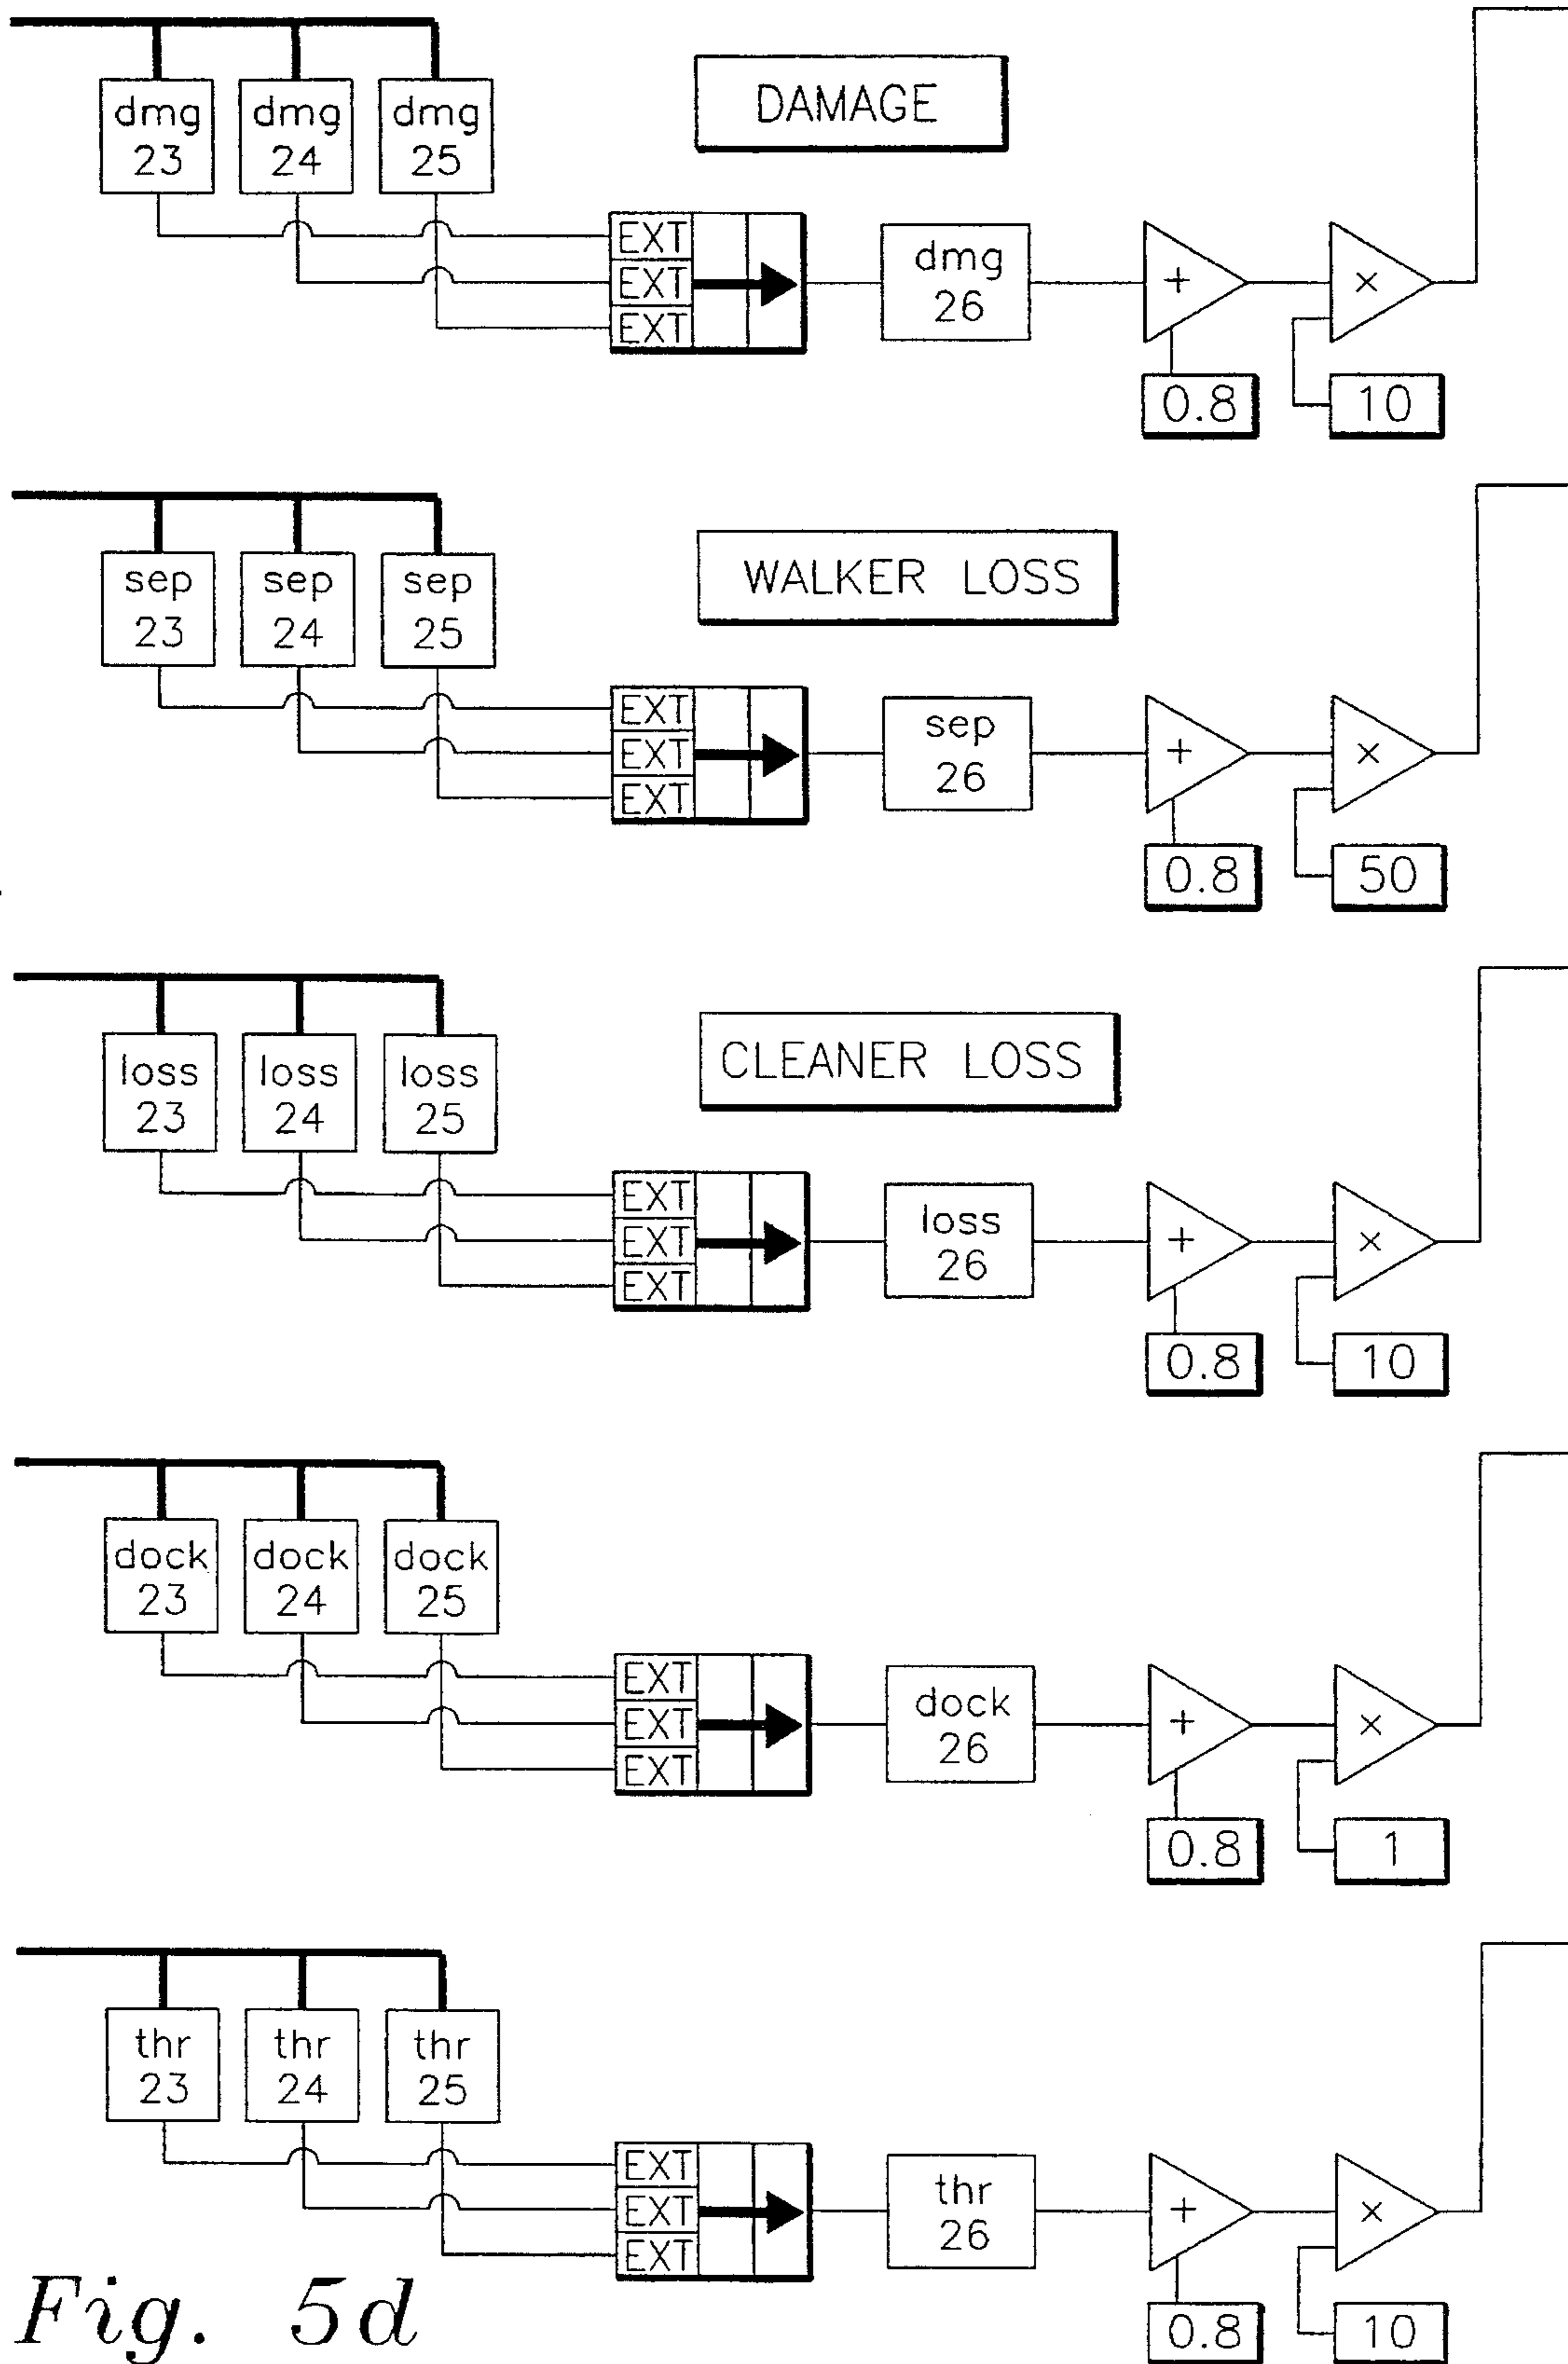 dmg 23
dmg 24
dmg 25
DAMAGE
EXT
EXT
EXT
dmg 26
+
×
0.8
10
sep 23
sep 24
sep 25
WALKER LOSS
EXT
EXT
EXT
sep 26
+
×
0.8
50
loss 23
loss 24
loss 25
CLEANER LOSS
EXT
EXT
EXT
loss 26
+
×
0.8
10
dock 23
dock 24
dock 25
EXT
EXT
EXT
dock 26
+
×
0.8
1
thr 23
thr 24
thr 25
EXT
EXT
EXT
thr 26
+
×
0.8
10
Fig. 5d